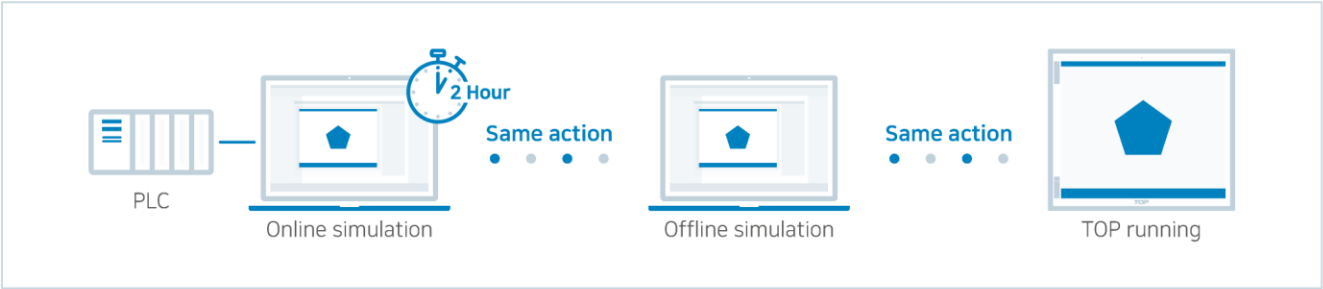 2 Hour
Same action
Same action
PLC
TOP
Online simulation
Offline simulation
TOP running